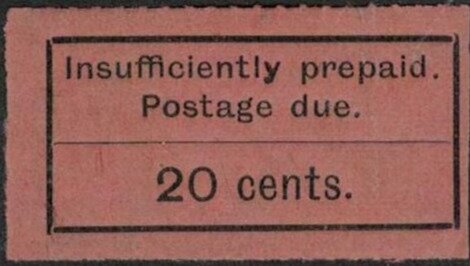 Insufficiently prepaid.
Postage due.
20 cents.